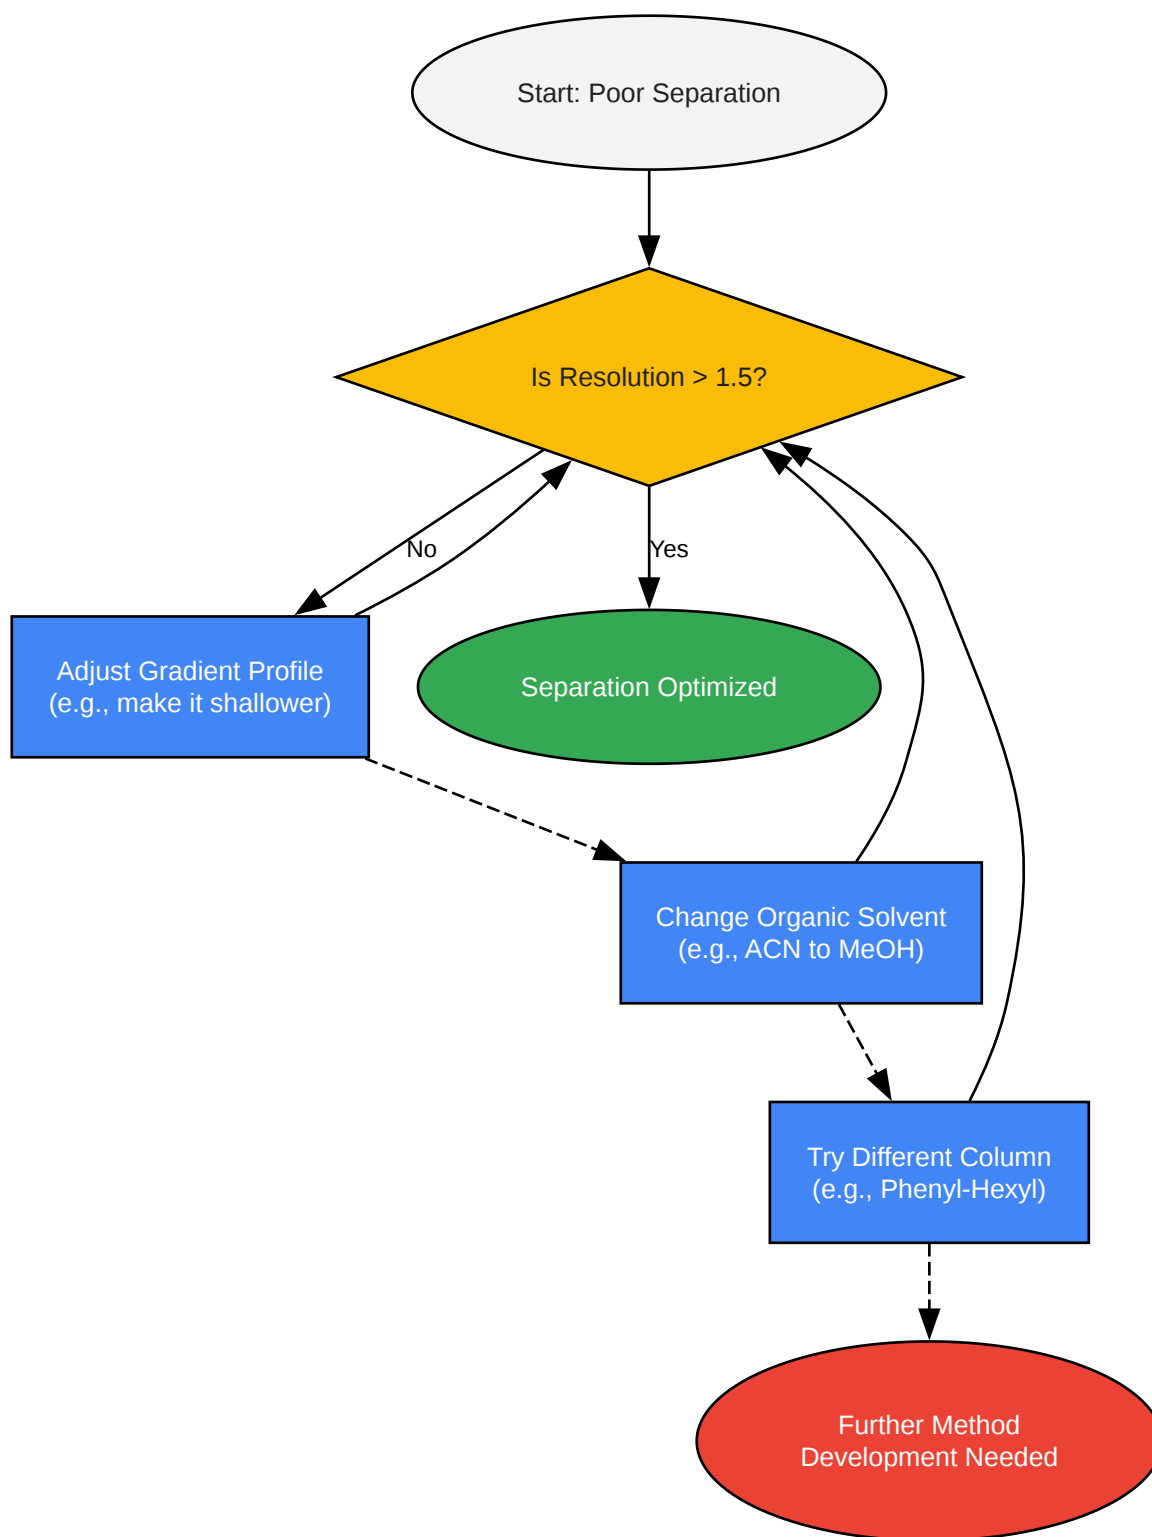 Start: Poor Separation
Is Resolution > 1.5?
No
Yes
Adjust Gradient Profile
(e.g., make it shallower)
Separation Optimized
Change Organic Solvent
(e.g., ACN to MeOH)
Try Different Column
(e.g., Phenyl-Hexyl)
Further Method
Development Needed